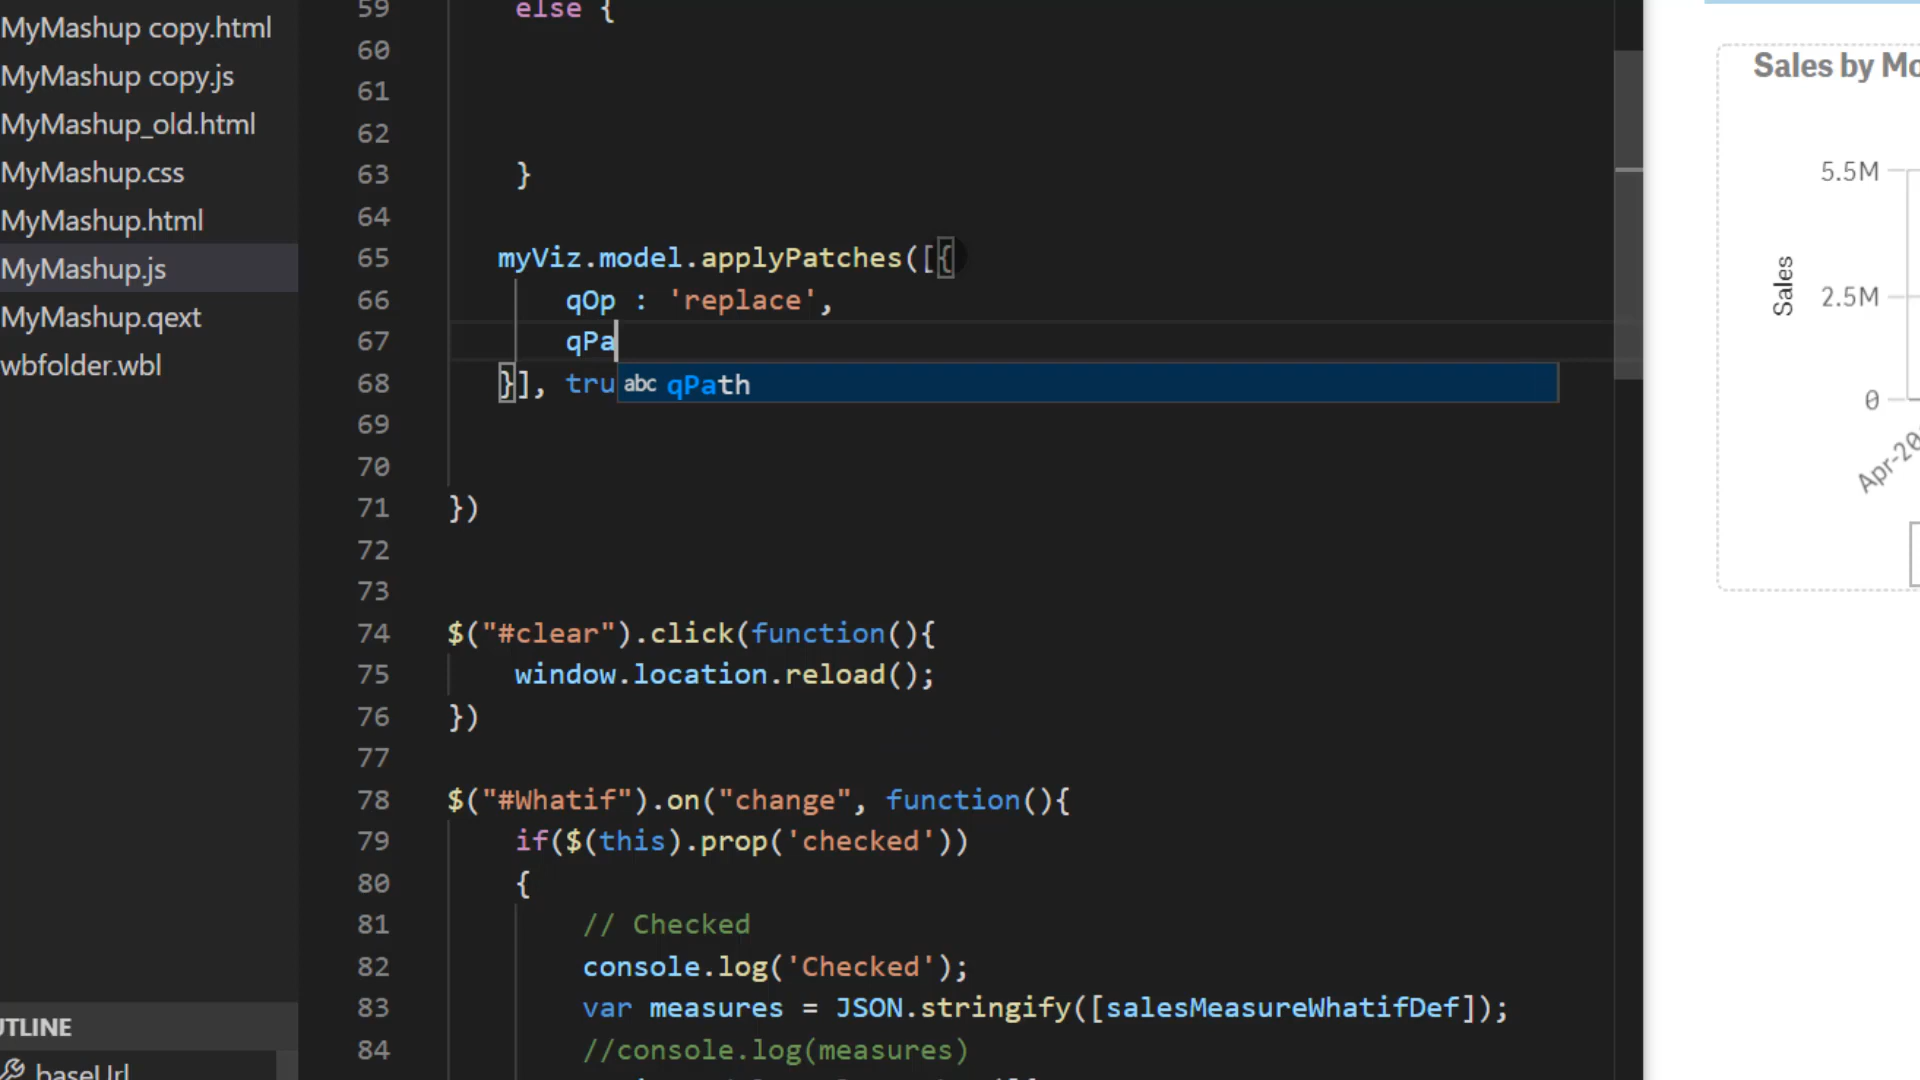 MyMashup copy.html
MyMashup copy.js
MyMashup_old.html
MyMashup.css
MyMashup.html
MyMashup.js
MyMashup.qext
wbfolder.wbl
UTLINE
baseUrl
59 else {
60
61
62
63 }
64
65 myViz.model.applyPatches([{
66 qOp : 'replace',
67 qPa
68 }], tru
abc qPath
69
70
71 })
72
73
74 $("#clear").click(function(){
75 window.location.reload();
76 })
77
78 $("#Whatif").on("change", function(){
79 if($(this).prop('checked'))
80 {
81 // Checked
82 console.log('Checked');
83 var measures = JSON.stringify([salesMeasureWhatifDef]);
84 //console.log(measures)
Sales by Mo
5.5M
Sales
2.5M
0
Apr-20